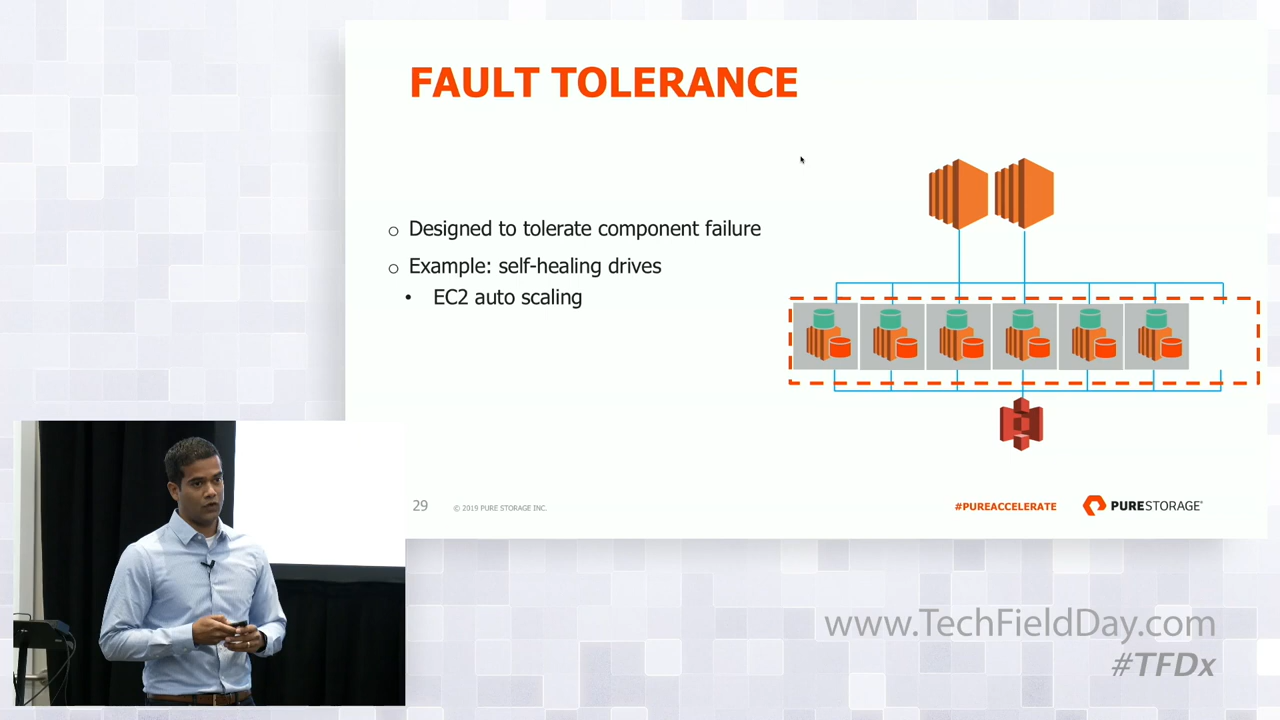 FAULT TOLERANCE
o Designed to tolerate component failure
o Example: self-healing drives
• EC2 auto scaling
29
© 2019 PURE STORAGE INC.
#PUREACCELERATE
PURESTORAGE®
www.TechFieldDay.com
#TFDx